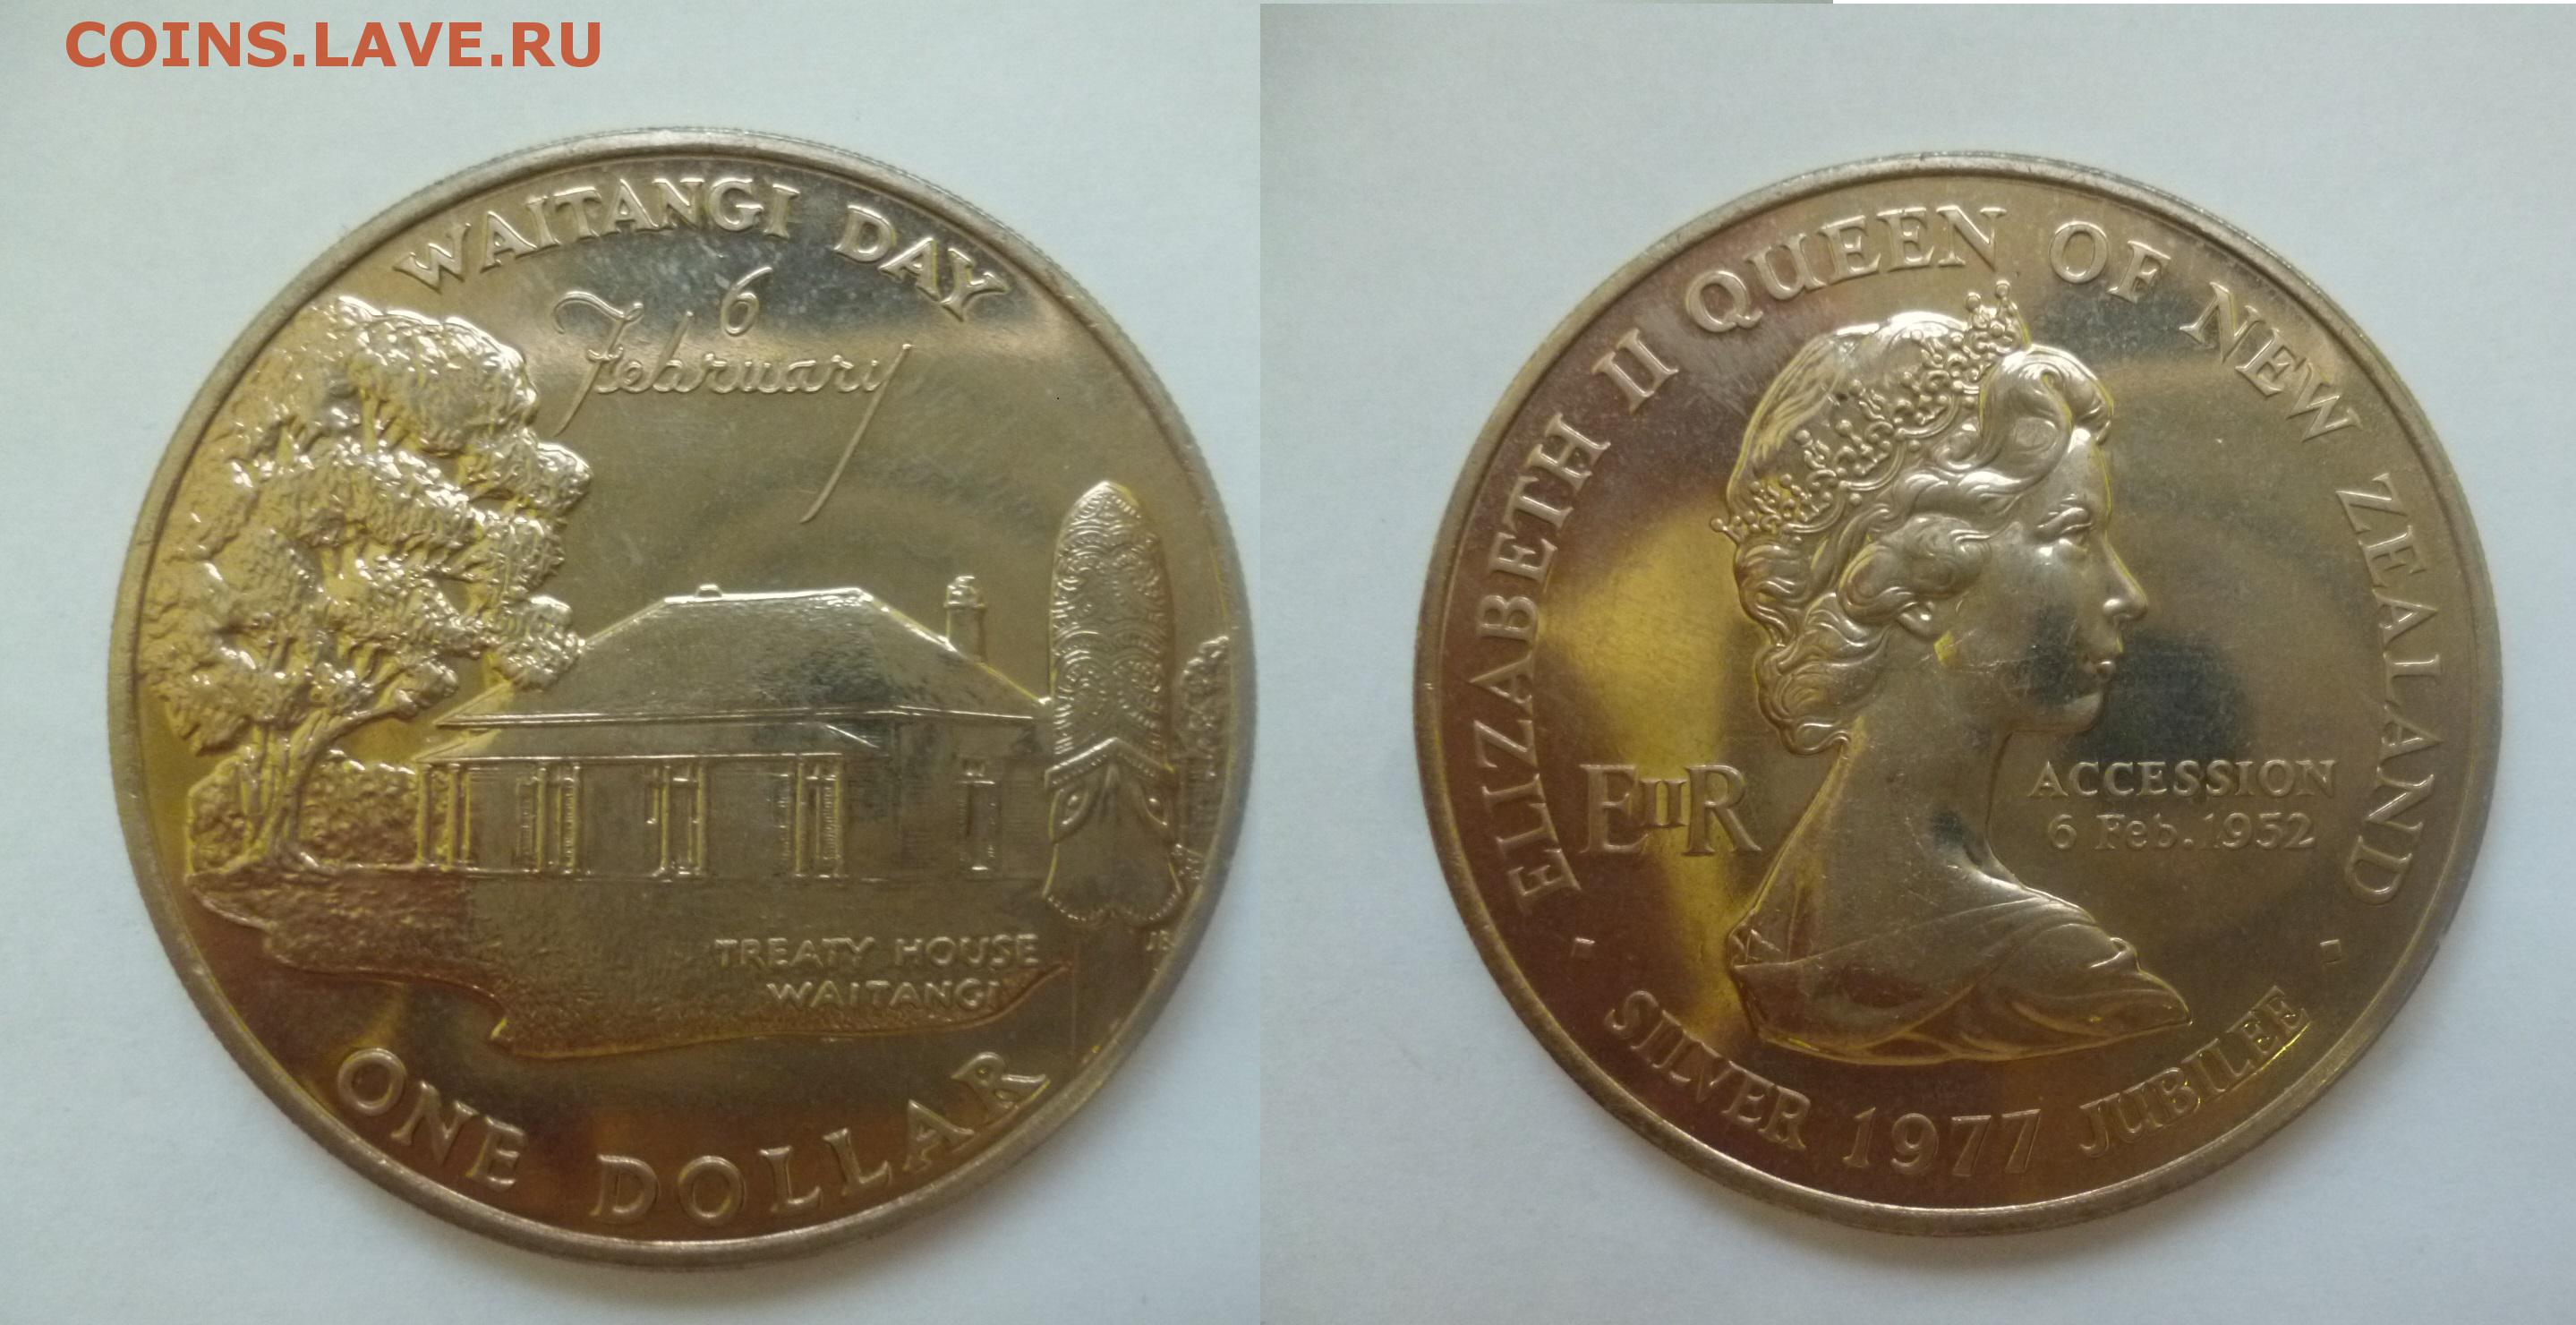 COINS.LAVE.RU
WAITANGI DAY
6
February
TREATY HOUSE
WAITANGI
JB
ONE DOLLAR
ELIZABETH II QUEEN OF NEW ZEALAND
EIIR
ACCESSION
6 Feb. 1952
· SILVER 1977 JUBILEE ·